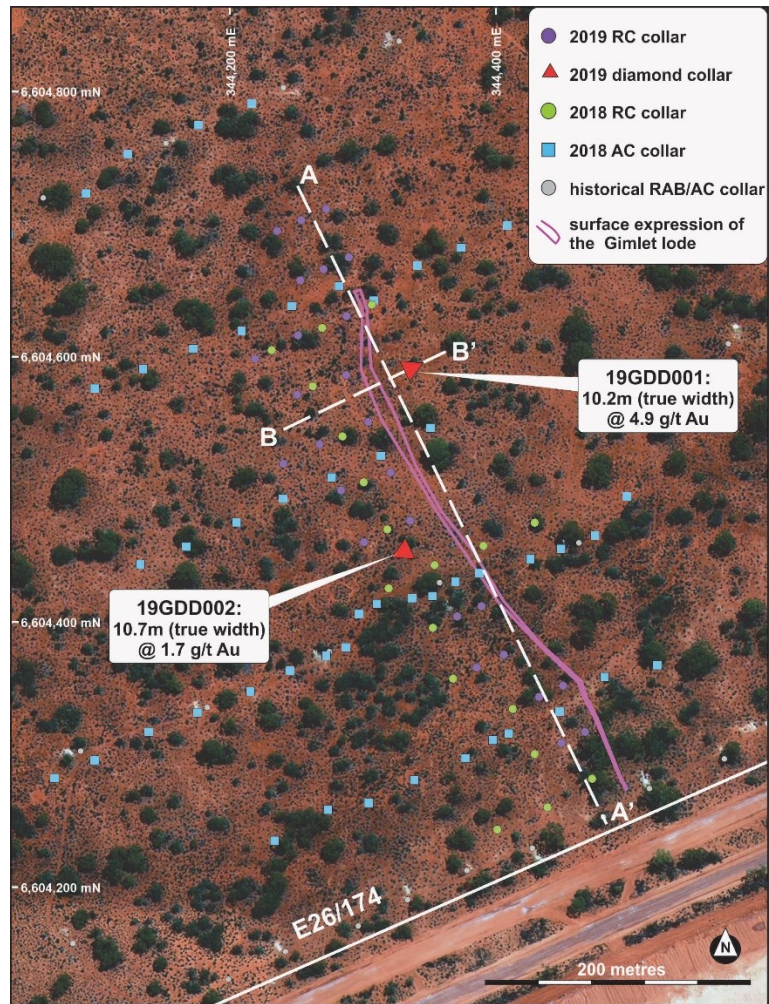 344,200 mE
344,400 mE
2019 RC collar
2019 diamond collar
2018 RC collar
2018 AC collar
historical RAB/AC collar
surface expression of
the Gimlet lode
6,604,800 mN
A
6,604,600 mN
B'
B
19GDD001:
10.2m (true width)
@ 4.9 g/t Au
19GDD002:
10.7m (true width)
@ 1.7 g/t Au
6,604,400 mN
A'
6,604,200 mN
E26/174
N
200 metres